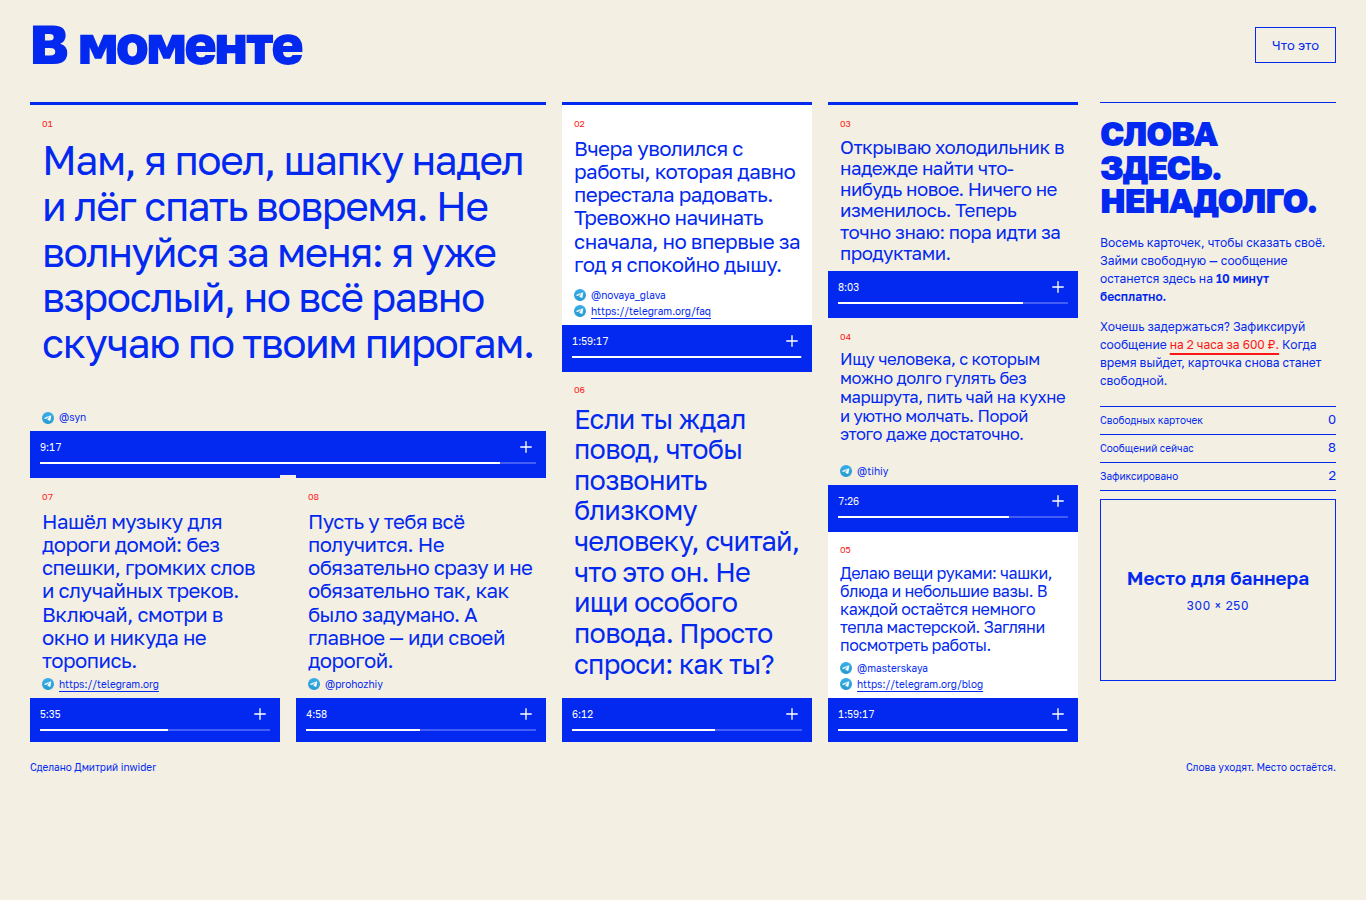 В моменте
Что это
01
Мам, я поел, шапку надел
и лёг спать вовремя. Не
волнуйся за меня: я уже
взрослый, но всё равно
скучаю по твоим пирогам.
@syn
9:17
02
Вчера уволился с
работы, которая давно
перестала радовать.
Тревожно начинать
сначала, но впервые за
год я спокойно дышу.
@novaya_glava
https://telegram.org/faq
1:59:17
03
Открываю холодильник в
надежде найти что-
нибудь новое. Ничего не
изменилось. Теперь
точно знаю: пора идти за
продуктами.
8:03
04
Ищу человека, с которым
можно долго гулять без
маршрута, пить чай на кухне
и уютно молчать. Порой
этого даже достаточно.
@tihiy
7:26
05
Делаю вещи руками: чашки,
блюда и небольшие вазы. В
каждой остаётся немного
тепла мастерской. Загляни
посмотреть работы.
@masterskaya
https://telegram.org/blog
1:59:17
06
Если ты ждал
повод, чтобы
позвонить
близкому
человеку, считай,
что это он. Не
ищи особого
повода. Просто
спроси: как ты?
6:12
07
Нашёл музыку для
дороги домой: без
спешки, громких слов
и случайных треков.
Включай, смотри в
окно и никуда не
торопись.
https://telegram.org
5:35
08
Пусть у тебя всё
получится. Не
обязательно сразу и не
обязательно так, как
было задумано. А
главное — иди своей
дорогой.
@prohozhiy
4:58
СЛОВА
ЗДЕСЬ.
НЕНАДОЛГО.
Восемь карточек, чтобы сказать своё.
Займи свободную — сообщение
останется здесь на 10 минут
бесплатно.
Хочешь задержаться? Зафиксируй
сообщение на 2 часа за 600 ₽. Когда
время выйдет, карточка снова станет
свободной.
Свободных карточек 0
Сообщений сейчас 8
Зафиксировано 2
Место для баннера
300 × 250
Сделано Дмитрий inwider
Слова уходят. Место остаётся.